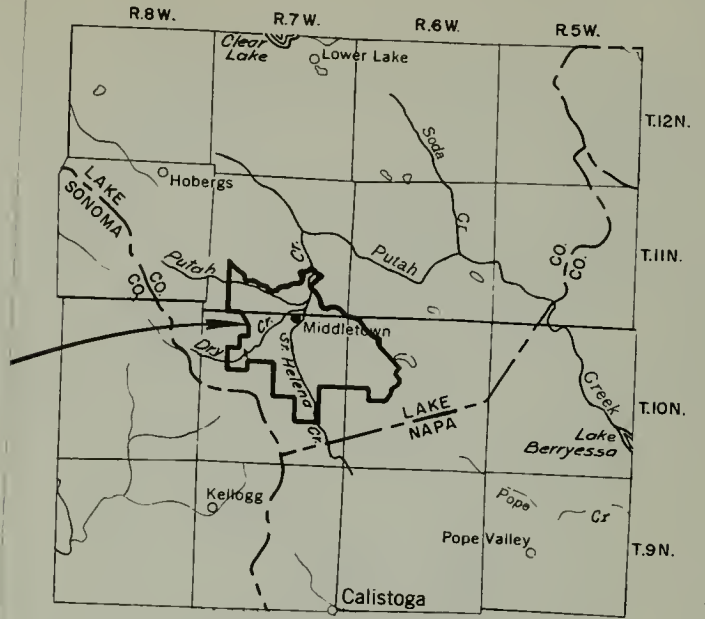 R.8W. R.7W. R.6W. R.5W.
Clear
Lake
Lower Lake
T.12N.
Soda
Cr.
Hobergs
LAKE
SONOMA
CO.
CO.
Putah
Cr.
Putah
CO.
CO.
T.11N.
Middletown
Dry
Cr.
St. Helena
Cr.
LAKE
NAPA
Creek
Lake
Berryessa
T.10N.
Kellogg
Pope
Cr
Pope Valley
T.9N.
Calistoga